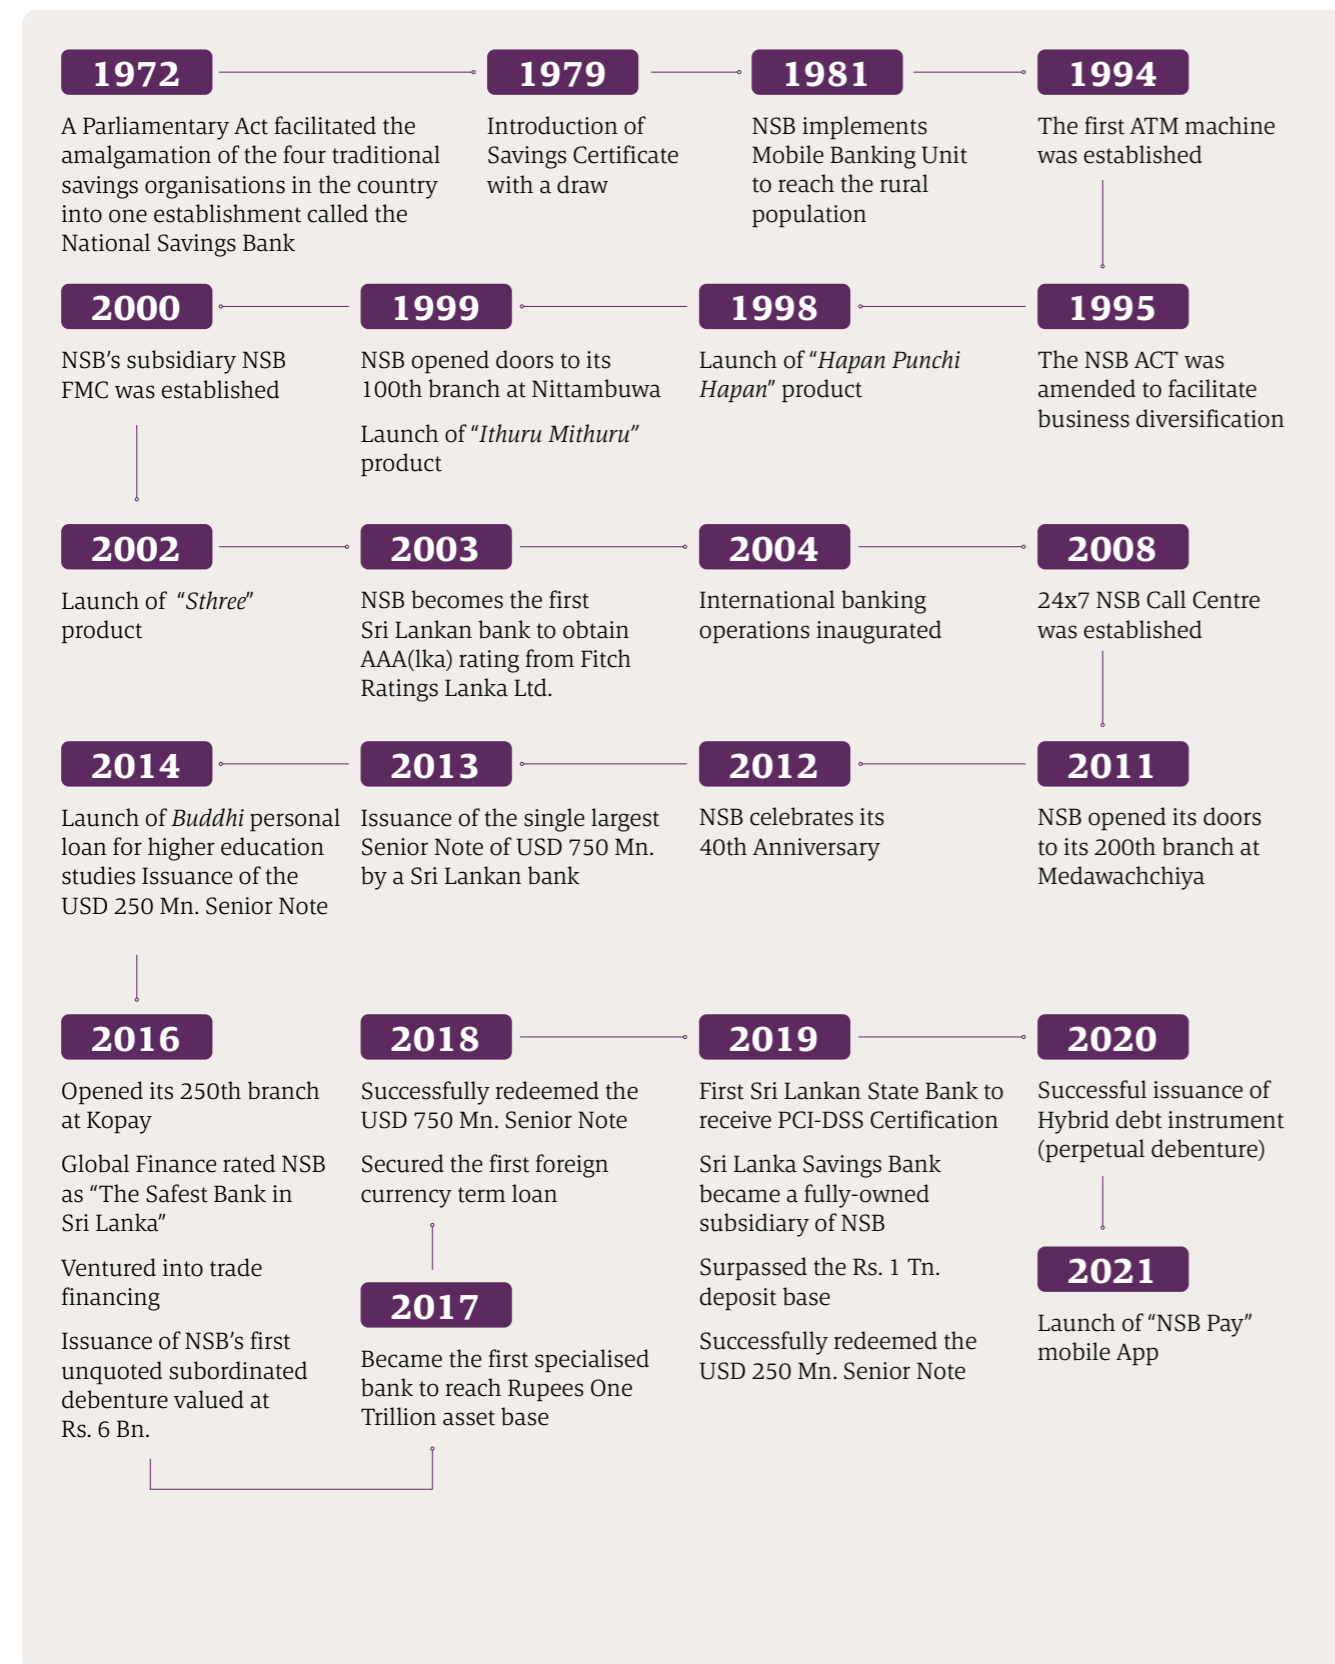 1972
A Parliamentary Act facilitated the
amalgamation of the four traditional
savings organisations in the country
into one establishment called the
National Savings Bank
1979
Introduction of
Savings Certificate
with a draw
1981
NSB implements
Mobile Banking Unit
to reach the rural
population
1994
The first ATM machine
was established
1995
The NSB ACT was
amended to facilitate
business diversification
1998
Launch of “Hapan Punchi
Hapan” product
1999
NSB opened doors to its
100th branch at Nittambuwa
Launch of “Ithuru Mithuru”
product
2000
NSB’s subsidiary NSB
FMC was established
2002
Launch of “Sthree”
product
2003
NSB becomes the first
Sri Lankan bank to obtain
AAA(lka) rating from Fitch
Ratings Lanka Ltd.
2004
International banking
operations inaugurated
2008
24x7 NSB Call Centre
was established
2011
NSB opened its doors
to its 200th branch at
Medawachchiya
2012
NSB celebrates its
40th Anniversary
2013
Issuance of the single largest
Senior Note of USD 750 Mn.
by a Sri Lankan bank
2014
Launch of Buddhi personal
loan for higher education
studies Issuance of the
USD 250 Mn. Senior Note
2016
Opened its 250th branch
at Kopay
Global Finance rated NSB
as “The Safest Bank in
Sri Lanka”
Ventured into trade
financing
Issuance of NSB’s first
unquoted subordinated
debenture valued at
Rs. 6 Bn.
2017
Became the first specialised
bank to reach Rupees One
Trillion asset base
2018
Successfully redeemed the
USD 750 Mn. Senior Note
Secured the first foreign
currency term loan
2019
First Sri Lankan State Bank to
receive PCI-DSS Certification
Sri Lanka Savings Bank
became a fully-owned
subsidiary of NSB
Surpassed the Rs. 1 Tn.
deposit base
Successfully redeemed the
USD 250 Mn. Senior Note
2020
Successful issuance of
Hybrid debt instrument
(perpetual debenture)
2021
Launch of “NSB Pay”
mobile App